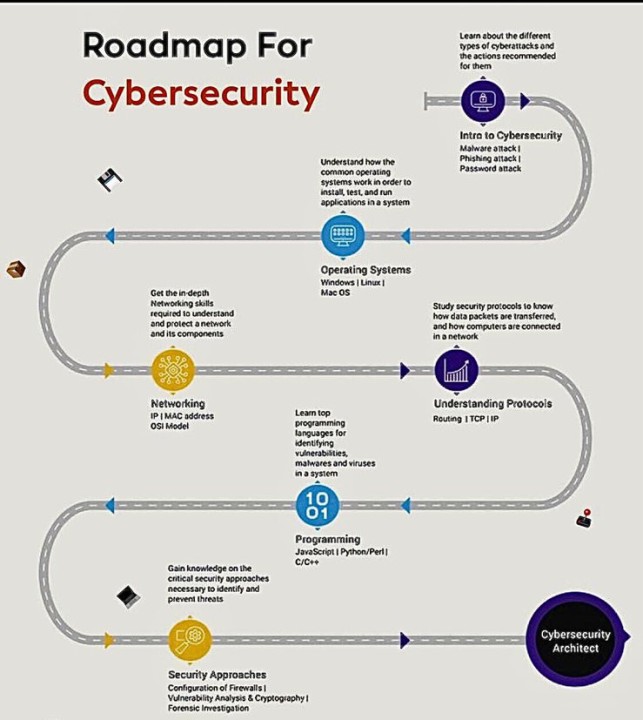 Roadmap For
Cybersecurity
Learn about the different
types of cyberattacks and
the actions recommended
for them
Intro to Cybersecurity
Malware attack |
Phishing attack |
Password attack
Understand how the
common operating
systems work in order to
install, test, and run
applications in a system
Operating Systems
Windows | Linux |
Mac OS
Get the in-depth
Networking skills
required to understand
and protect a network
and its components
Networking
IP | MAC address
OSI Model
Study security protocols to know
how data packets are transferred,
and how computers are connected
in a network
Understanding Protocols
Routing | TCP | IP
Learn top
programming
languages for
identifying
vulnerabilities,
malwares and viruses
in a system
10
01
Programming
JavaScript | Python/Perl |
C/C++
Gain knowledge on the
critical security approaches
necessary to identify and
prevent threats
Security Approaches
Configuration of Firewalls |
Vulnerability Analysis & Cryptography |
Forensic Investigation
Cybersecurity
Architect